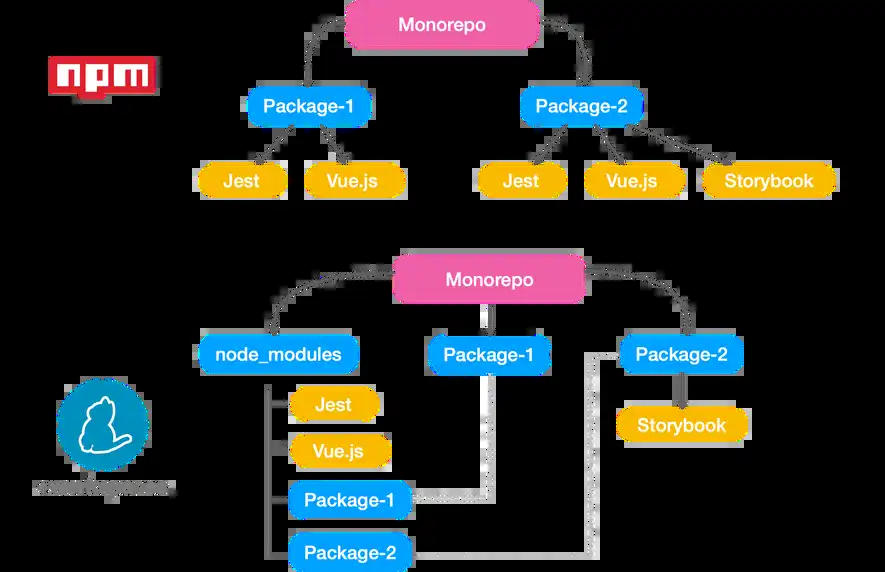 Monorepo
npm
Package-1
Package-2
Jest
Vue.js
Jest
Vue.js
Storybook
Monorepo
node_modules
Package-1
Package-2
Jest
Storybook
Vue.js
Package-1
Package-2